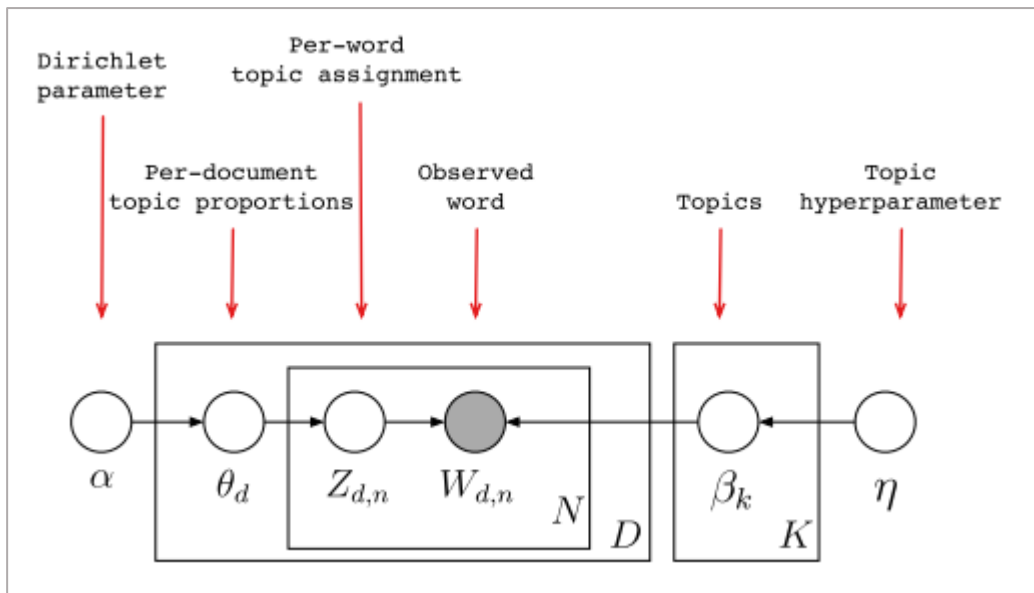 Dirichlet
parameter
Per-word
topic assignment
Per-document
topic proportions
Observed
word
Topics
Topic
hyperparameter
α
θd
Zd,n
Wd,n
N
D
βk
K
η